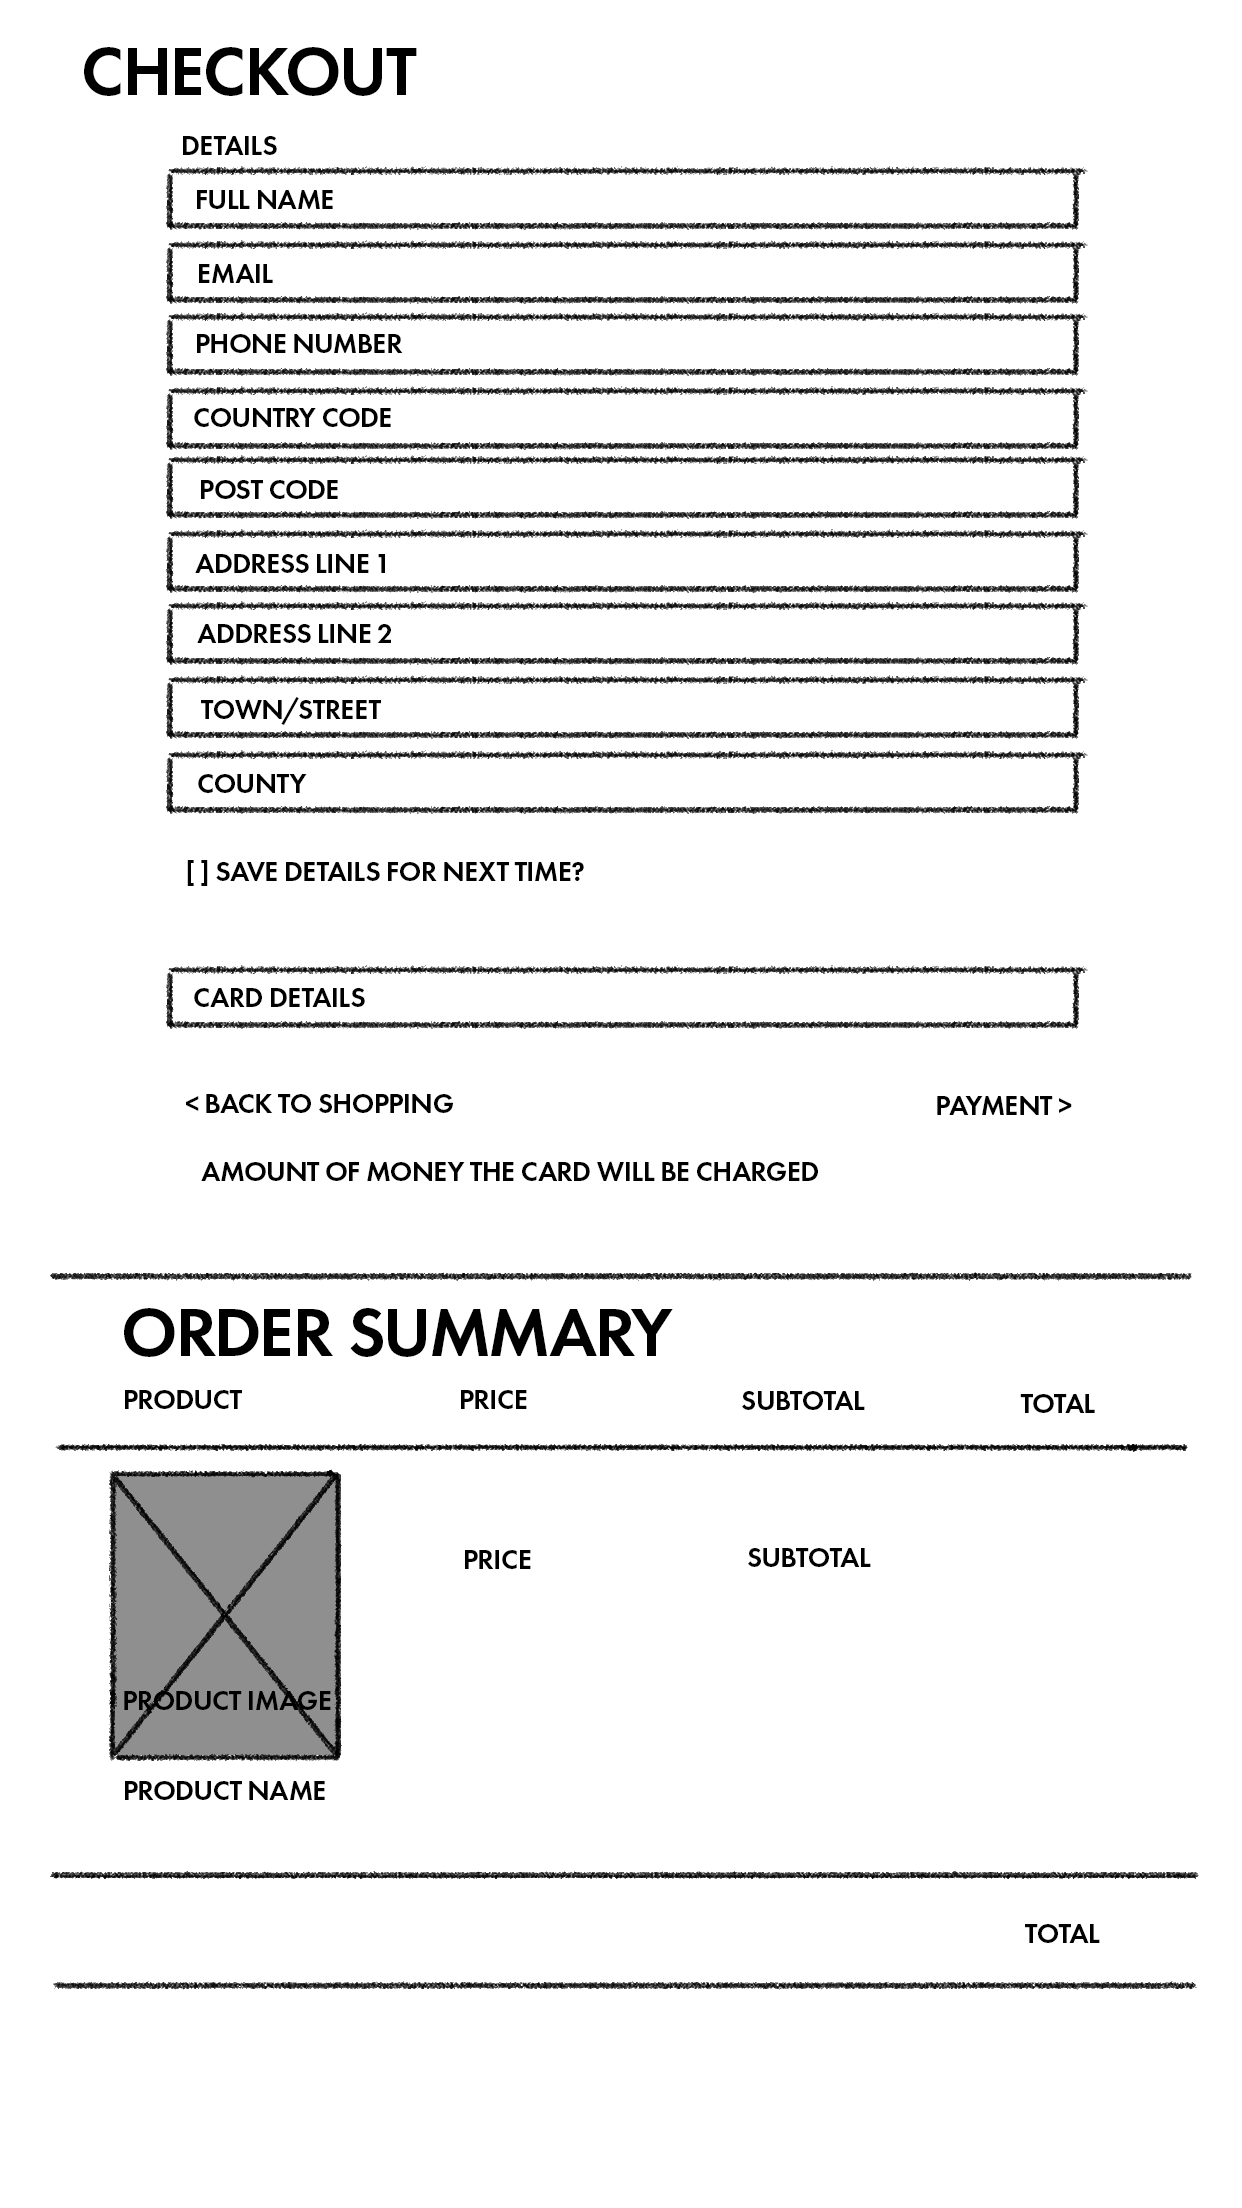 CHECKOUT
DETAILS
FULL NAME
EMAIL
PHONE NUMBER
COUNTRY CODE
POST CODE
ADDRESS LINE 1
ADDRESS LINE 2
TOWN/STREET
COUNTY
[ ] SAVE DETAILS FOR NEXT TIME?
CARD DETAILS
< BACK TO SHOPPING PAYMENT >
AMOUNT OF MONEY THE CARD WILL BE CHARGED
ORDER SUMMARY
PRODUCT PRICE SUBTOTAL TOTAL
PRICE SUBTOTAL
PRODUCT IMAGE
PRODUCT NAME
TOTAL